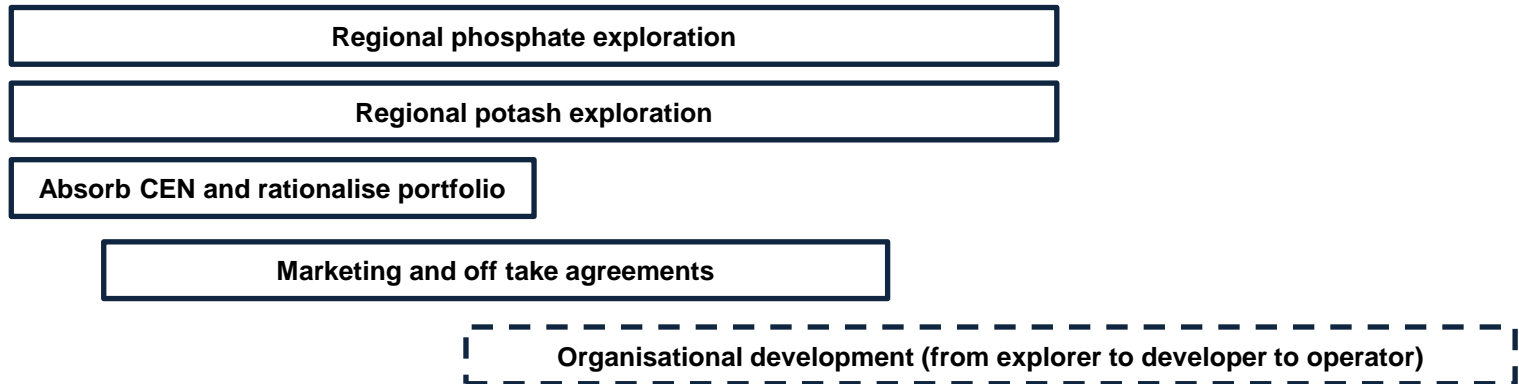 Regional phosphate exploration
Regional potash exploration
Absorb CEN and rationalise portfolio
Marketing and off take agreements
Organisational development (from explorer to developer to operator)